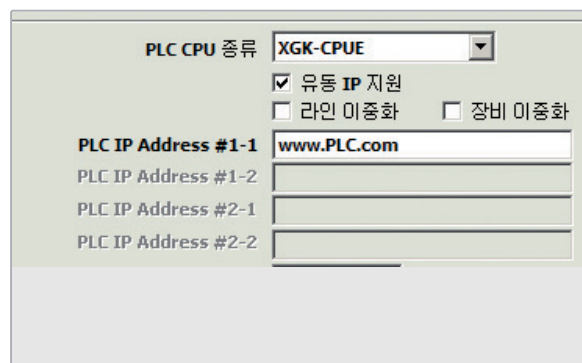 PLC CPU 종류 XGK-CPUE
유동 IP 지원
라인 이중화 장비 이중화
PLC IP Address #1-1 www.PLC.com
PLC IP Address #1-2
PLC IP Address #2-1
PLC IP Address #2-2